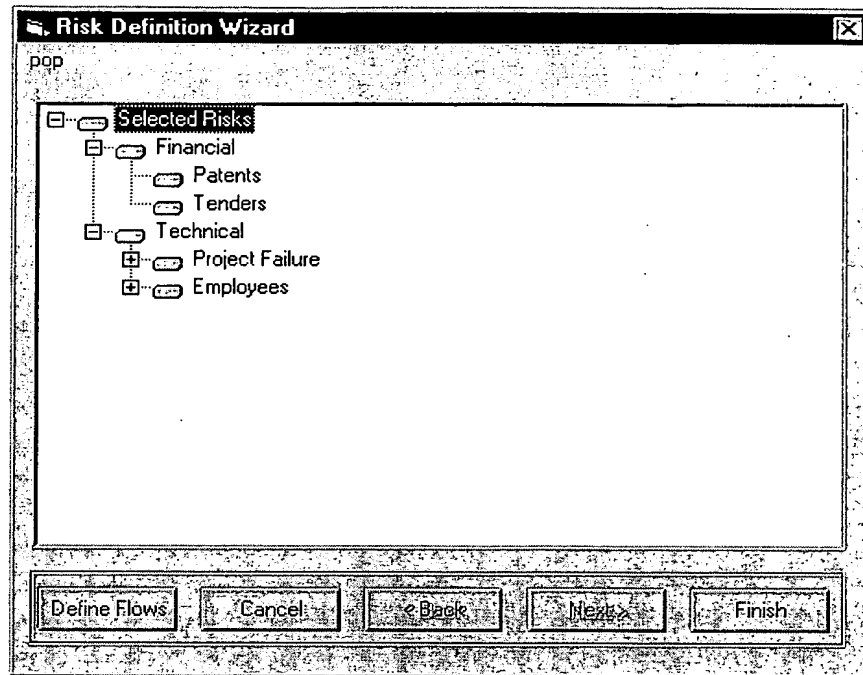 Risk Definition Wizard
pop
Selected Risks
Financial
Patents
Tenders
Technical
Project Failure
Employees
Define Flows Cancel < Back Next > Finish